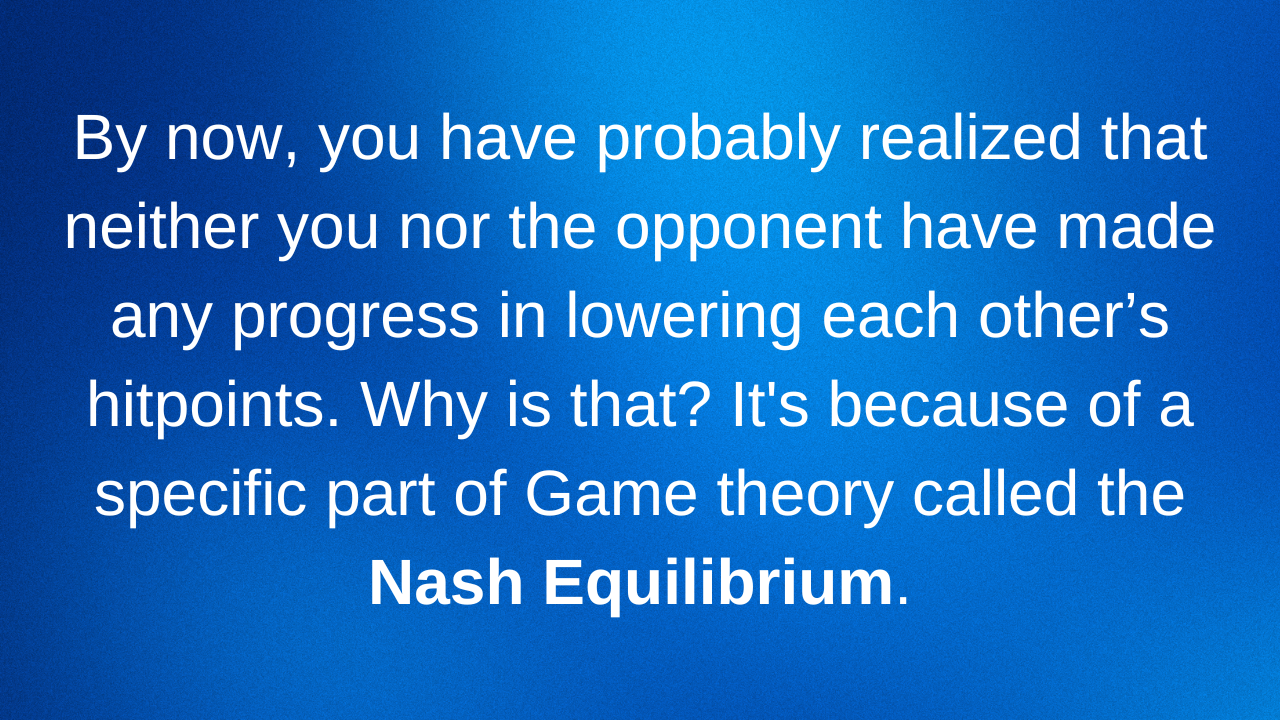 By now, you have probably realized that
neither you nor the opponent have made
any progress in lowering each other’s
hitpoints. Why is that? It's because of a
specific part of Game theory called the
Nash Equilibrium.